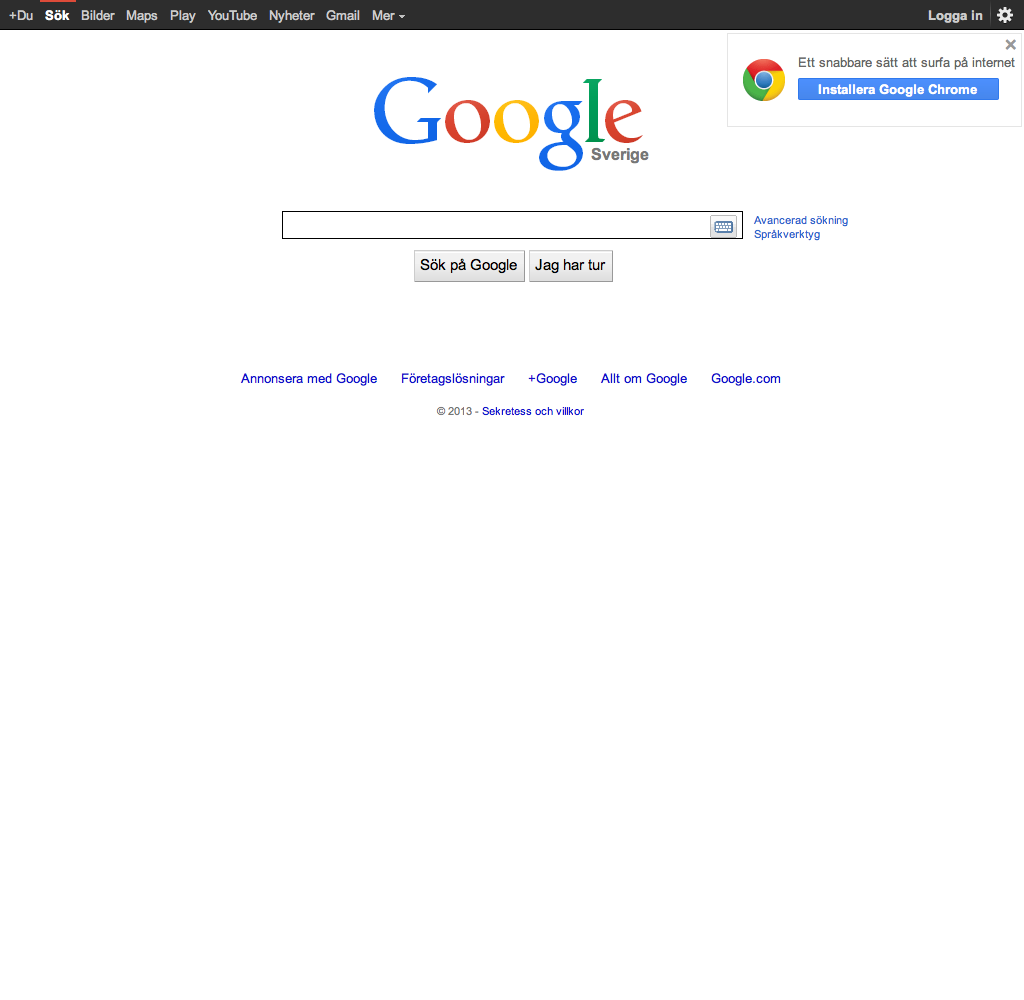 +Du Sök Bilder Maps Play YouTube Nyheter Gmail Mer Logga in
Ett snabbare sätt att surfa på internet
Installera Google Chrome
Google
Sverige
Avancerad sökning
Språkverktyg
Sök på Google Jag har tur
Annonsera med Google Företagslösningar +Google Allt om Google Google.com
© 2013 - Sekretess och villkor